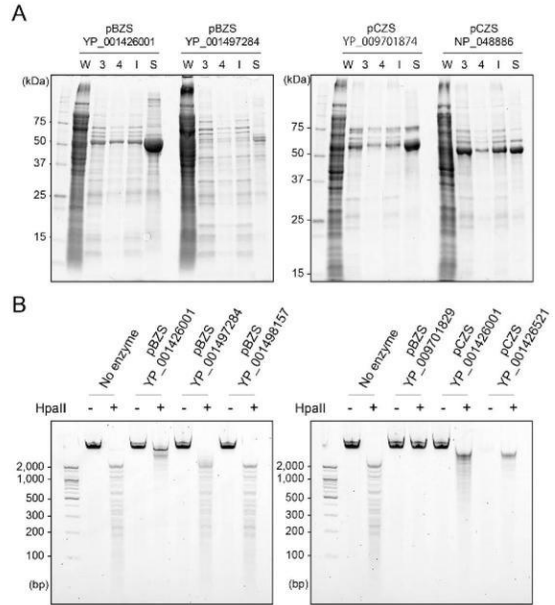 A
pBZS
YP_001426001
pBZS
YP_001497284
pCZS
YP_009701874
pCZS
NP_048886
(kDa) W 3 4 I S W 3 4 I S
75
50
37
25
15
(kDa) W 3 4 I S W 3 4 I S
75
50
37
25
15
B
No enzyme
pBZS
YP_001426001
pBZS
YP_001497284
pBZS
YP_001498157
HpaII - + - + - + - +
2,000
1,000
500
300
200
100
(bp)
No enzyme
pBZS
YP_009701829
pCZS
YP_001426001
pCZS
YP_001426521
HpaII - + - + - + - +
2,000
1,000
500
300
200
100
(bp)